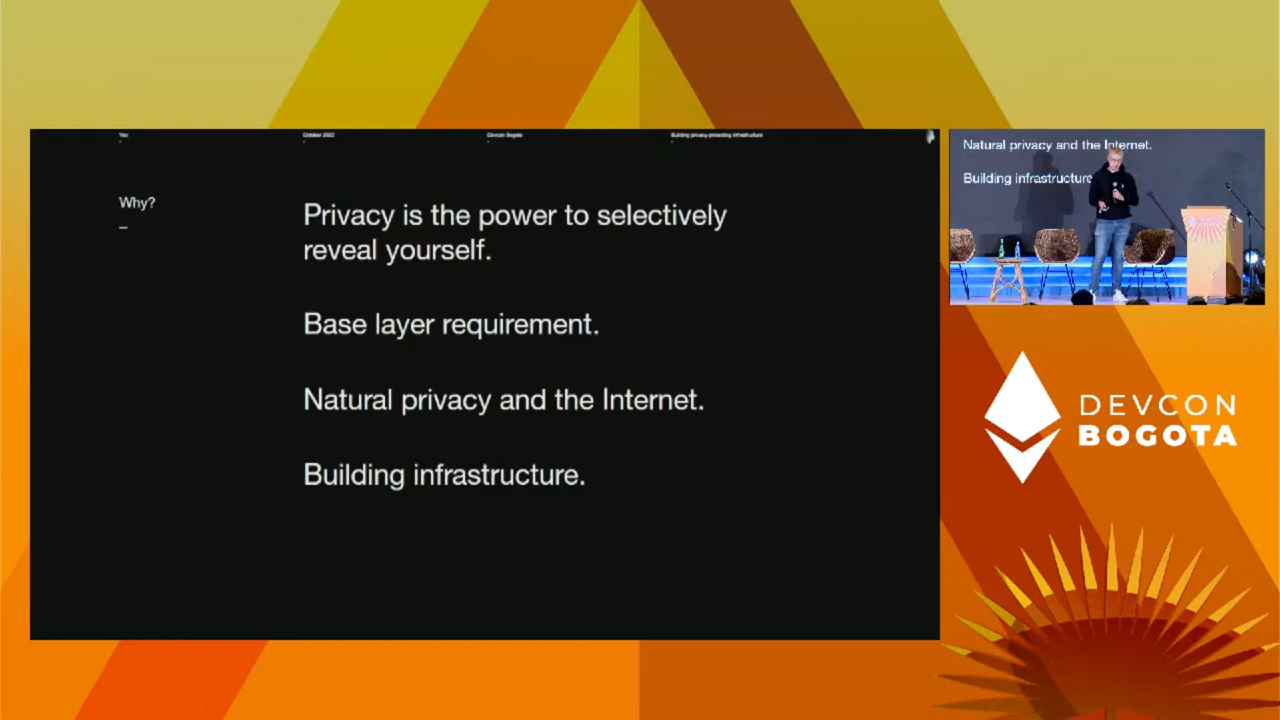 October 2022
Devcon Bogota
Building privacy-protecting infrastructure
Why?
Privacy is the power to selectively
reveal yourself.
Base layer requirement.
Natural privacy and the Internet.
Building infrastructure.
Natural privacy and the Internet.
Building infrastructure
DEVCON
BOGOTA